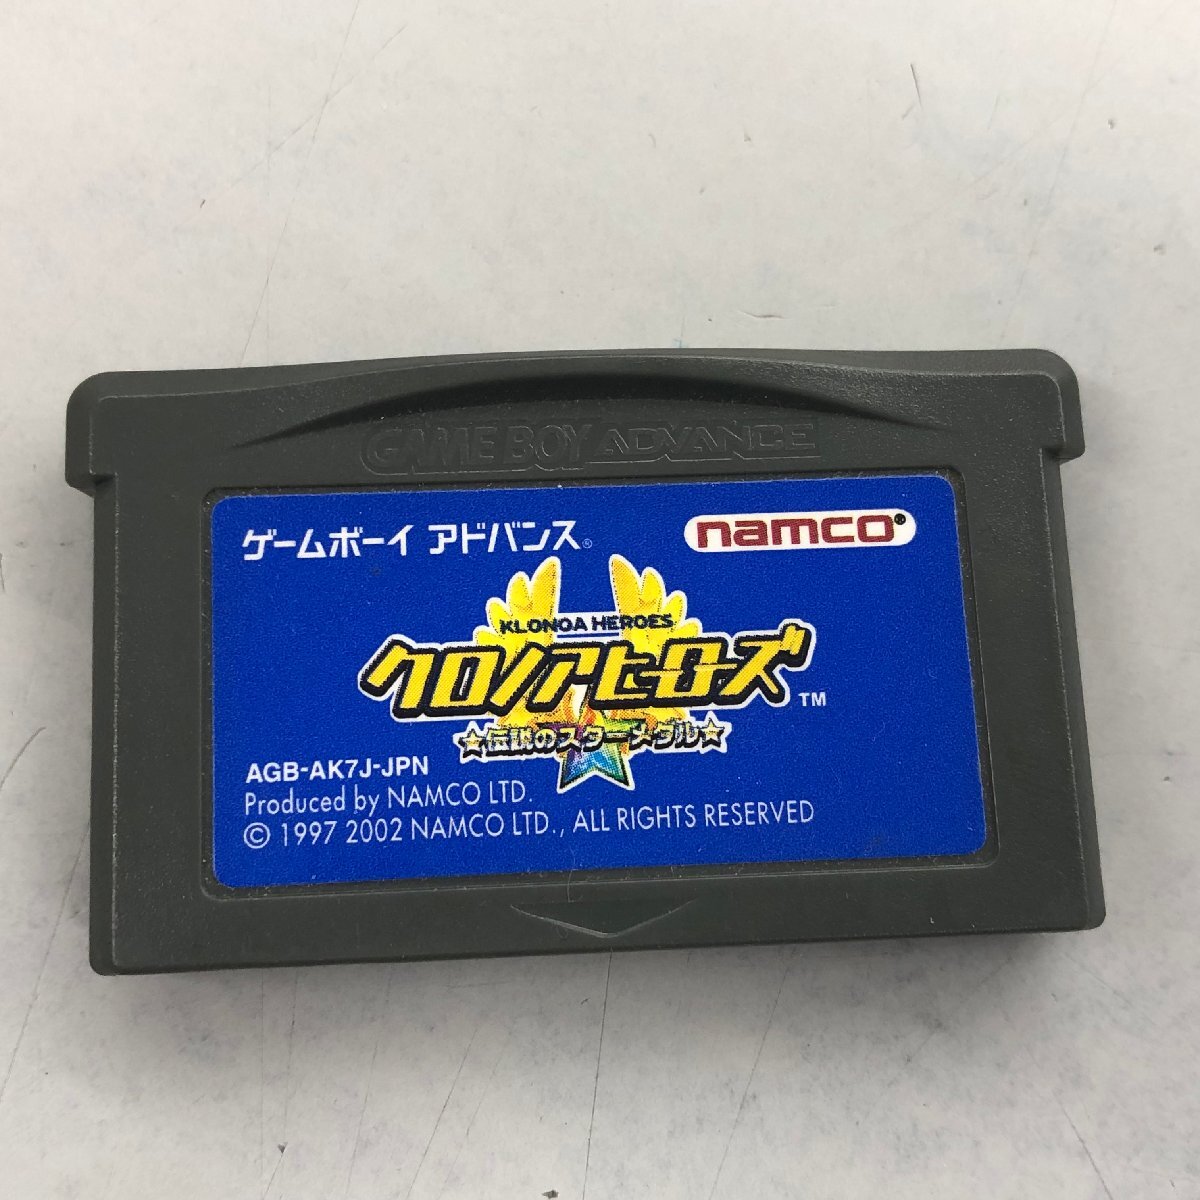 GAME BOY ADVANCE
ゲームボーイ アドバンス®
namco®
KLONOA HEROES
クロノアヒーローズ™
☆伝説のスターメダル☆
AGB-AK7J-JPN
Produced by NAMCO LTD.
© 1997 2002 NAMCO LTD., ALL RIGHTS RESERVED